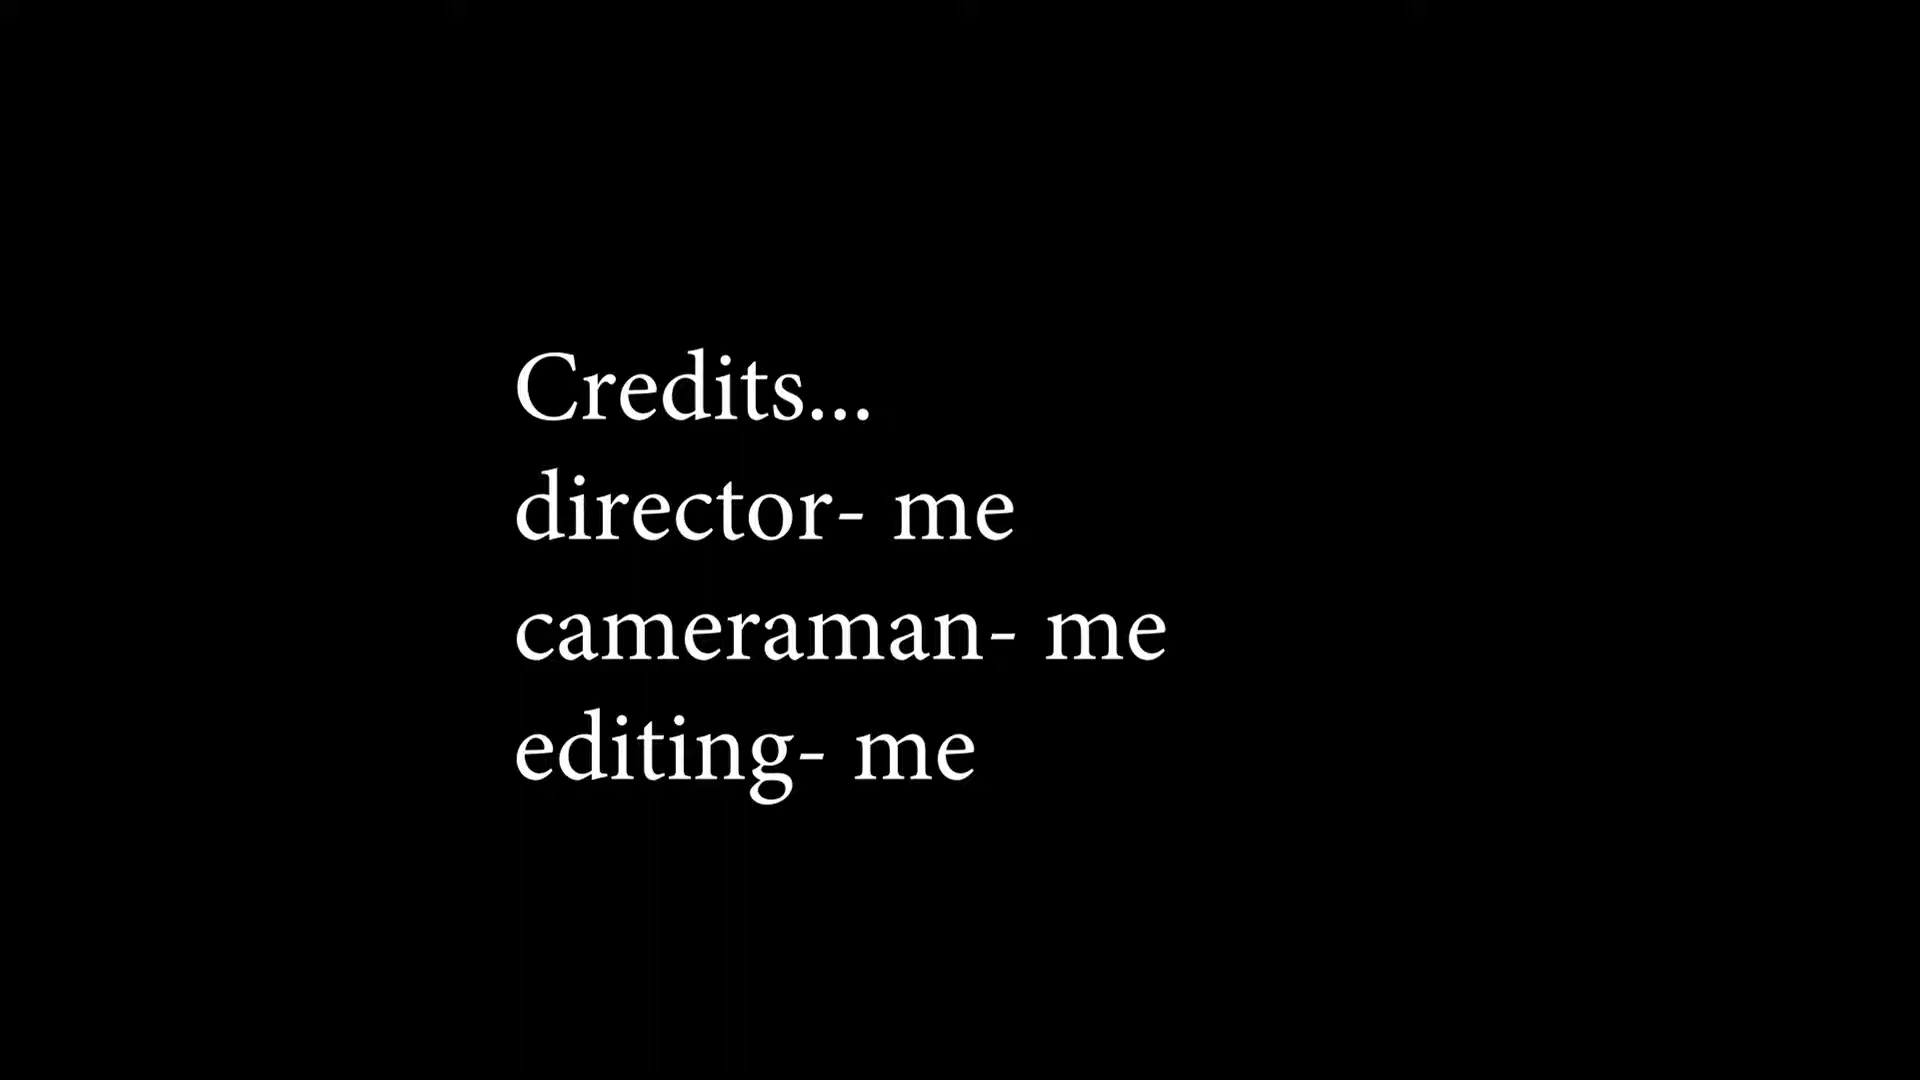 Credits...
director- me
cameraman- me
editing- me